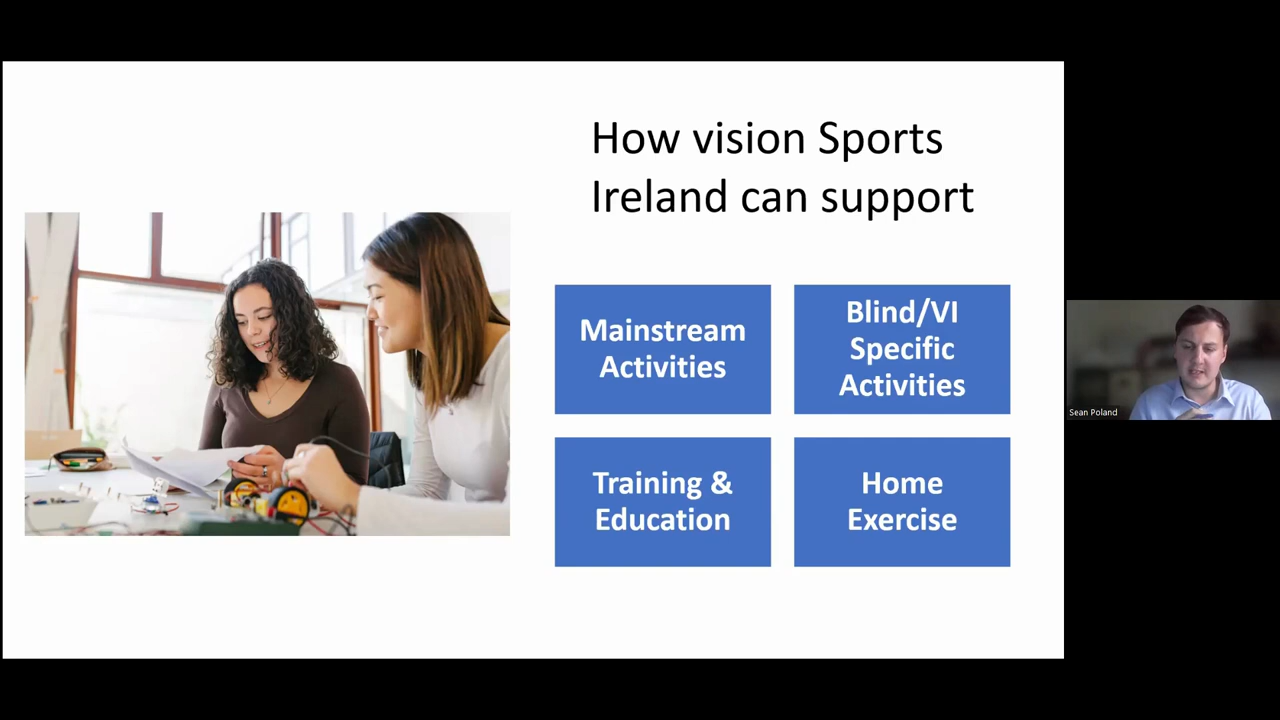 How vision Sports
Ireland can support
Mainstream
Activities
Blind/VI
Specific
Activities
Training &
Education
Home
Exercise
Sean Poland